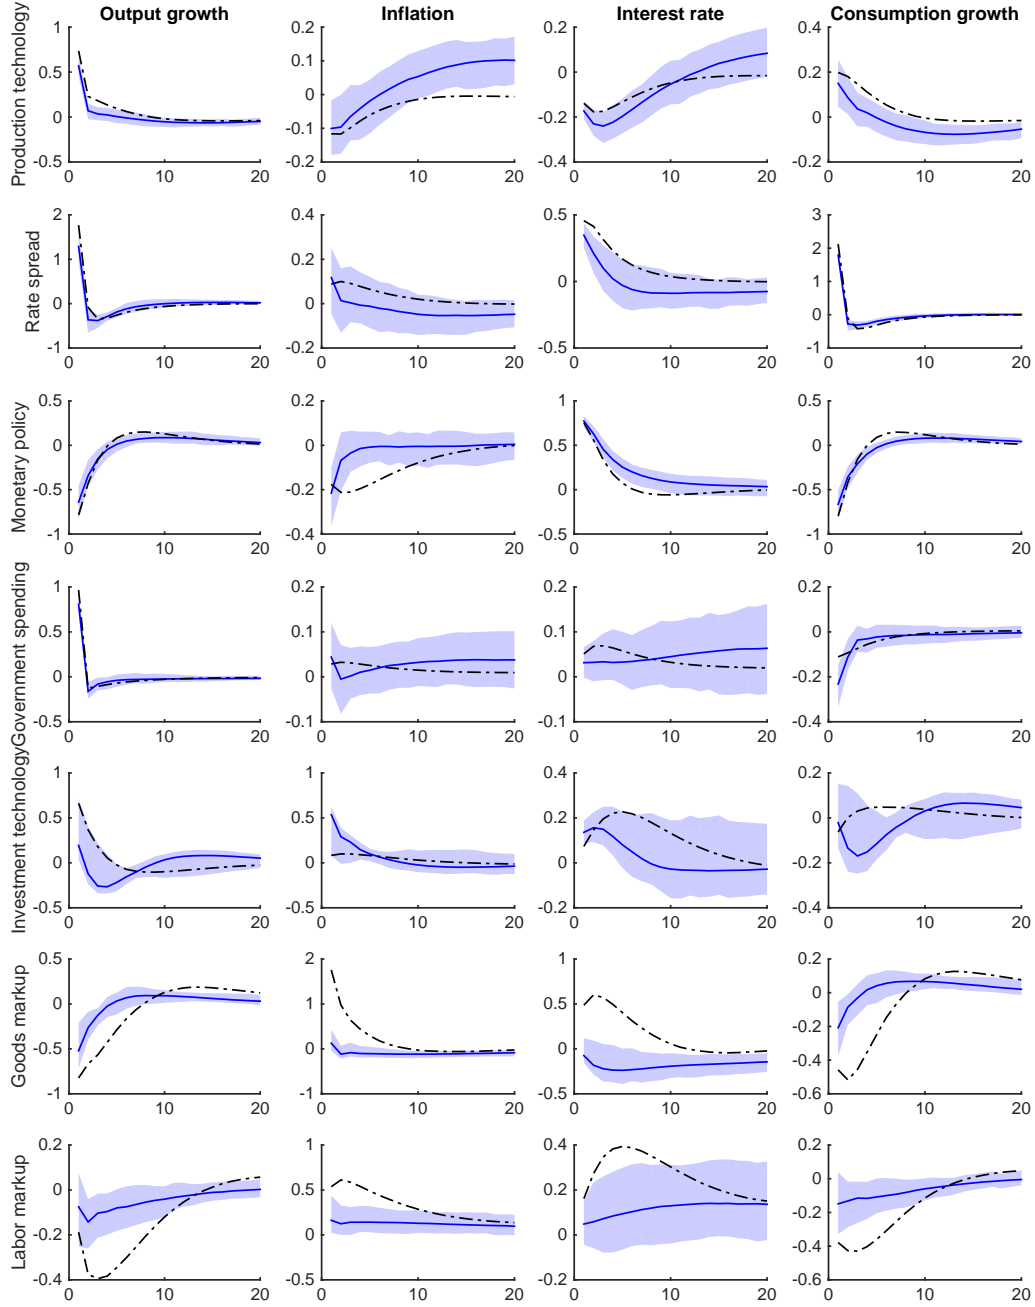 Output growth Inflation Interest rate Consumption growth
Production technology
1 0.2 0.2 0.4
0.5 0.1 0 0.2
0 0 -0.2 0
-0.5 -0.1 -0.4 -0.2
-0.2
0 10 20 0 10 20 0 10 20 0 10 20
Rate spread
2 0.4 0.5 3
1 0.2 0 2
0 0 -0.5 1
-1 -0.2 0
-1
0 10 20 0 10 20 0 10 20 0 10 20
Monetary policy
0.5 0.2 1 0.5
0 0 0.5 0
-0.5 -0.2 0 -0.5
-1 -0.4 -0.5 -1
0 10 20 0 10 20 0 10 20 0 10 20
Government spending
1 0.2 0.2 0.2
0.5 0.1 0.1 0
0 0 0 -0.2
-0.5 -0.1 -0.1 -0.4
0 10 20 0 10 20 0 10 20 0 10 20
Investment technology
1 1 0.4 0.2
0.5 0.5 0.2 0
0 0 0 -0.2
-0.5 -0.5 -0.2 -0.4
0 10 20 0 10 20 0 10 20 0 10 20
Goods markup
0.5 2 1 0.2
0 1 0.5 0
-0.5 0 0 -0.2
-1 -1 -0.5 -0.4
-0.6
0 10 20 0 10 20 0 10 20 0 10 20
Labor markup
0.2 1 0.4 0.2
0 0.5 0.2 0
-0.2 0 0 -0.2
-0.4 -0.5 -0.2 -0.4
-0.6
0 10 20 0 10 20 0 10 20 0 10 20